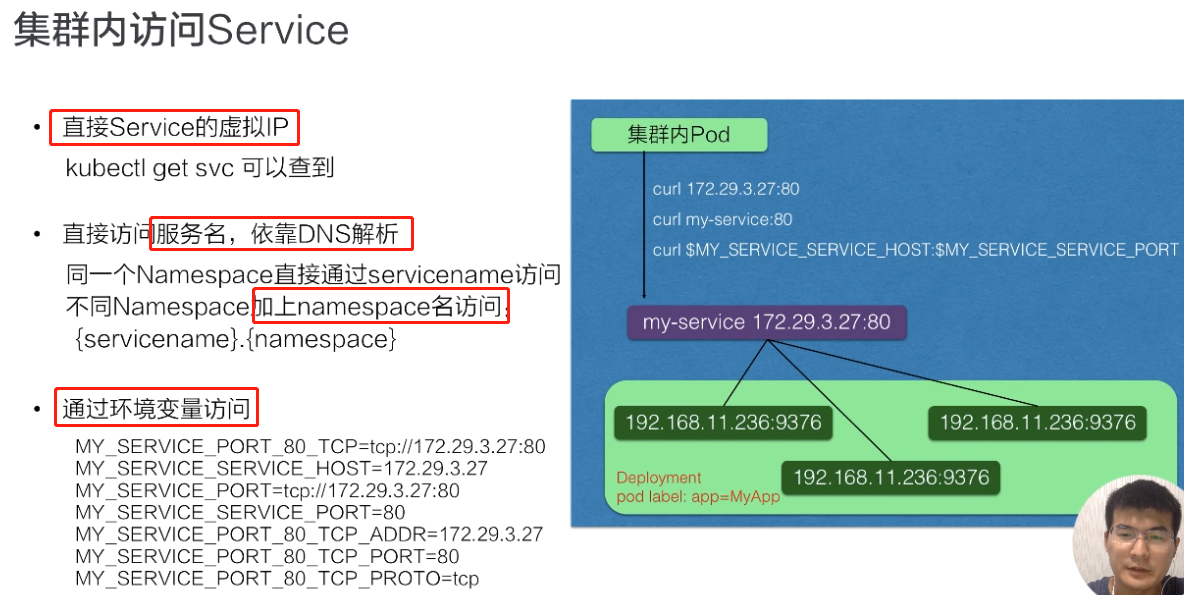 集群内访问Service
• 直接Service的虚拟IP
kubectl get svc 可以查到
• 直接访问服务名，依靠DNS解析
同一个Namespace直接通过servicename访问
不同Namespace加上namespace名访问，
{servicename}.{namespace}
• 通过环境变量访问
MY_SERVICE_PORT_80_TCP=tcp://172.29.3.27:80
MY_SERVICE_SERVICE_HOST=172.29.3.27
MY_SERVICE_PORT=tcp://172.29.3.27:80
MY_SERVICE_SERVICE_PORT=80
MY_SERVICE_PORT_80_TCP_ADDR=172.29.3.27
MY_SERVICE_PORT_80_TCP_PORT=80
MY_SERVICE_PORT_80_TCP_PROTO=tcp
集群内Pod
curl 172.29.3.27:80
curl my-service:80
curl $MY_SERVICE_SERVICE_HOST:$MY_SERVICE_SERVICE_PORT
my-service 172.29.3.27:80
192.168.11.236:9376
192.168.11.236:9376
192.168.11.236:9376
Deployment
pod label: app=MyApp